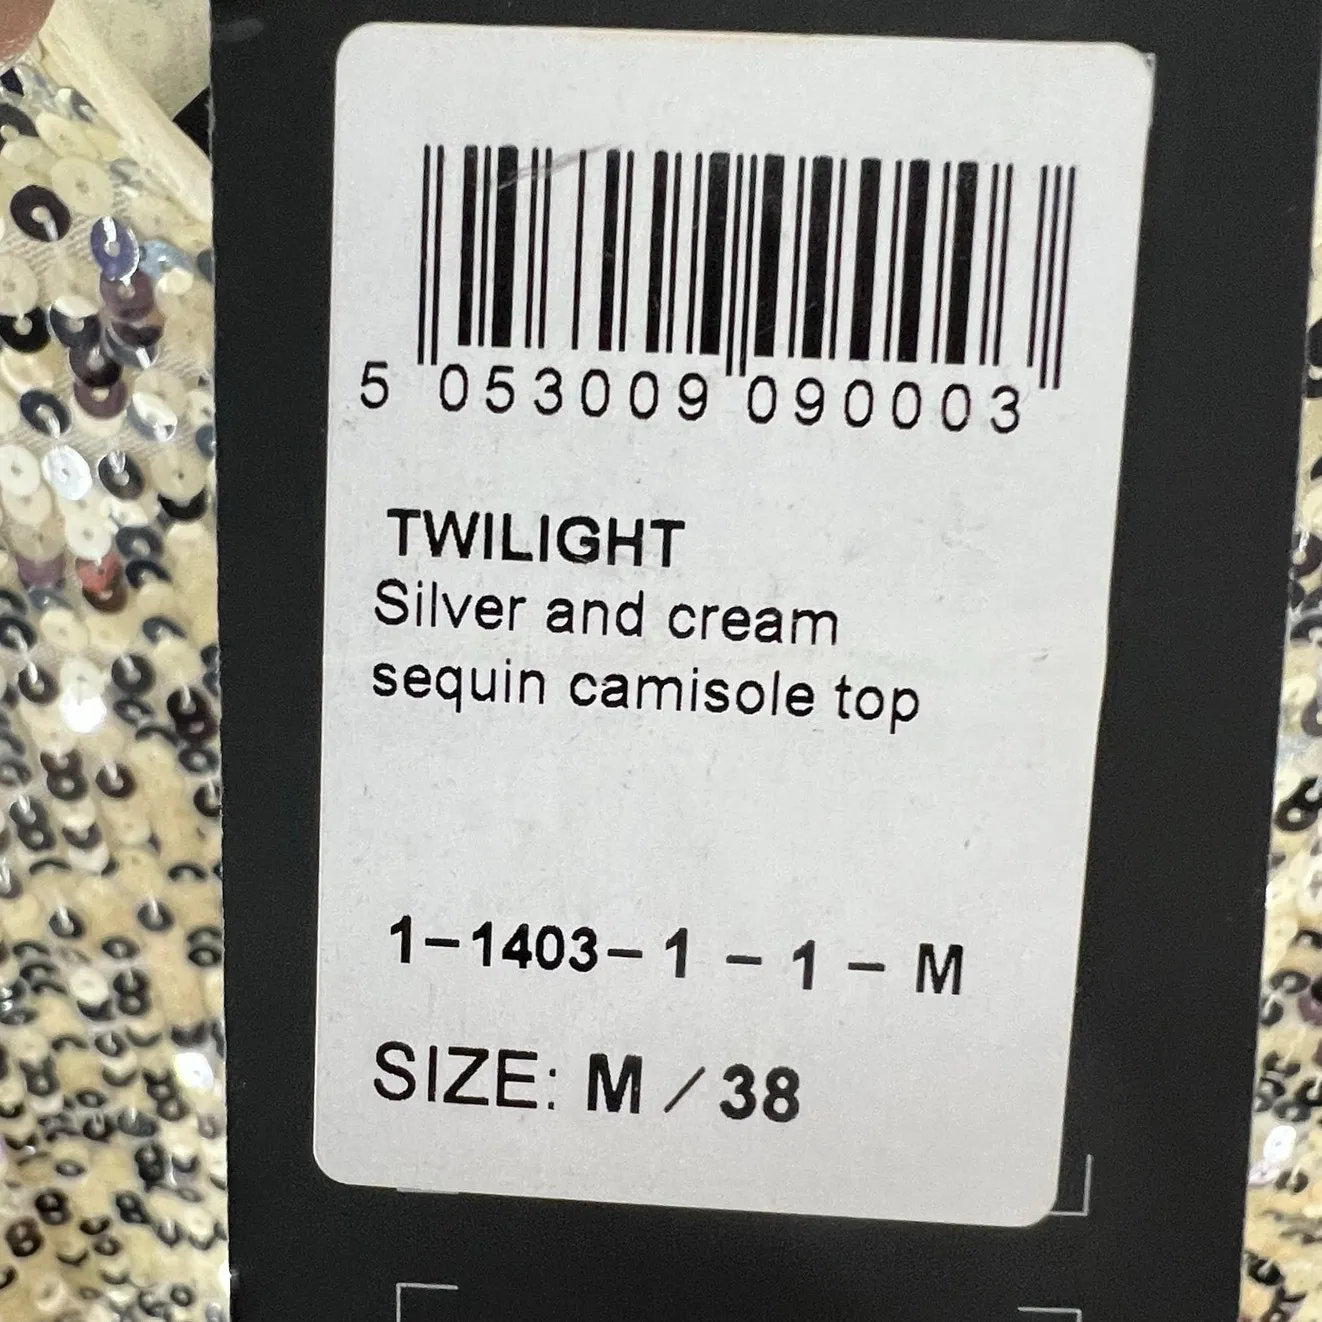 5 053009 090003
TWILIGHT
Silver and cream
sequin camisole top
1-1403-1 - 1 - M
SIZE: M / 38